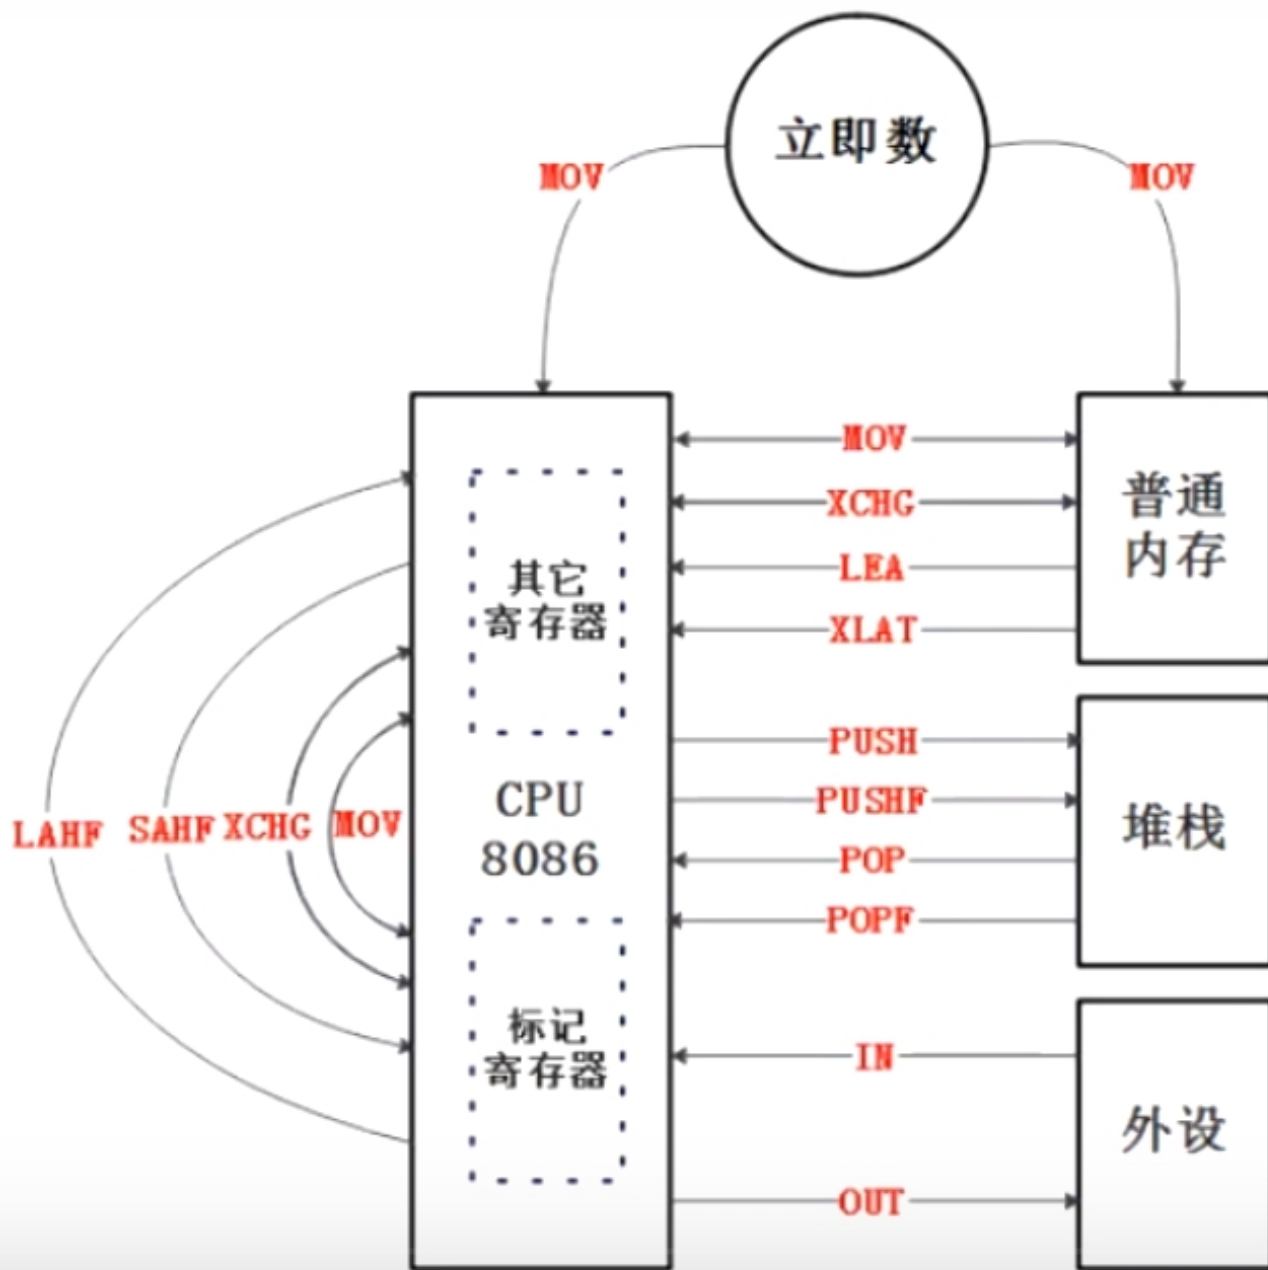 立即数
MOV
MOV
MOV
XCHG
LEA
XLAT
普通
内存
其它
寄存器
PUSH
PUSHF
POP
POPF
堆栈
CPU
8086
LAHF
SAHF
XCHG
MOV
标记
寄存器
IN
OUT
外设